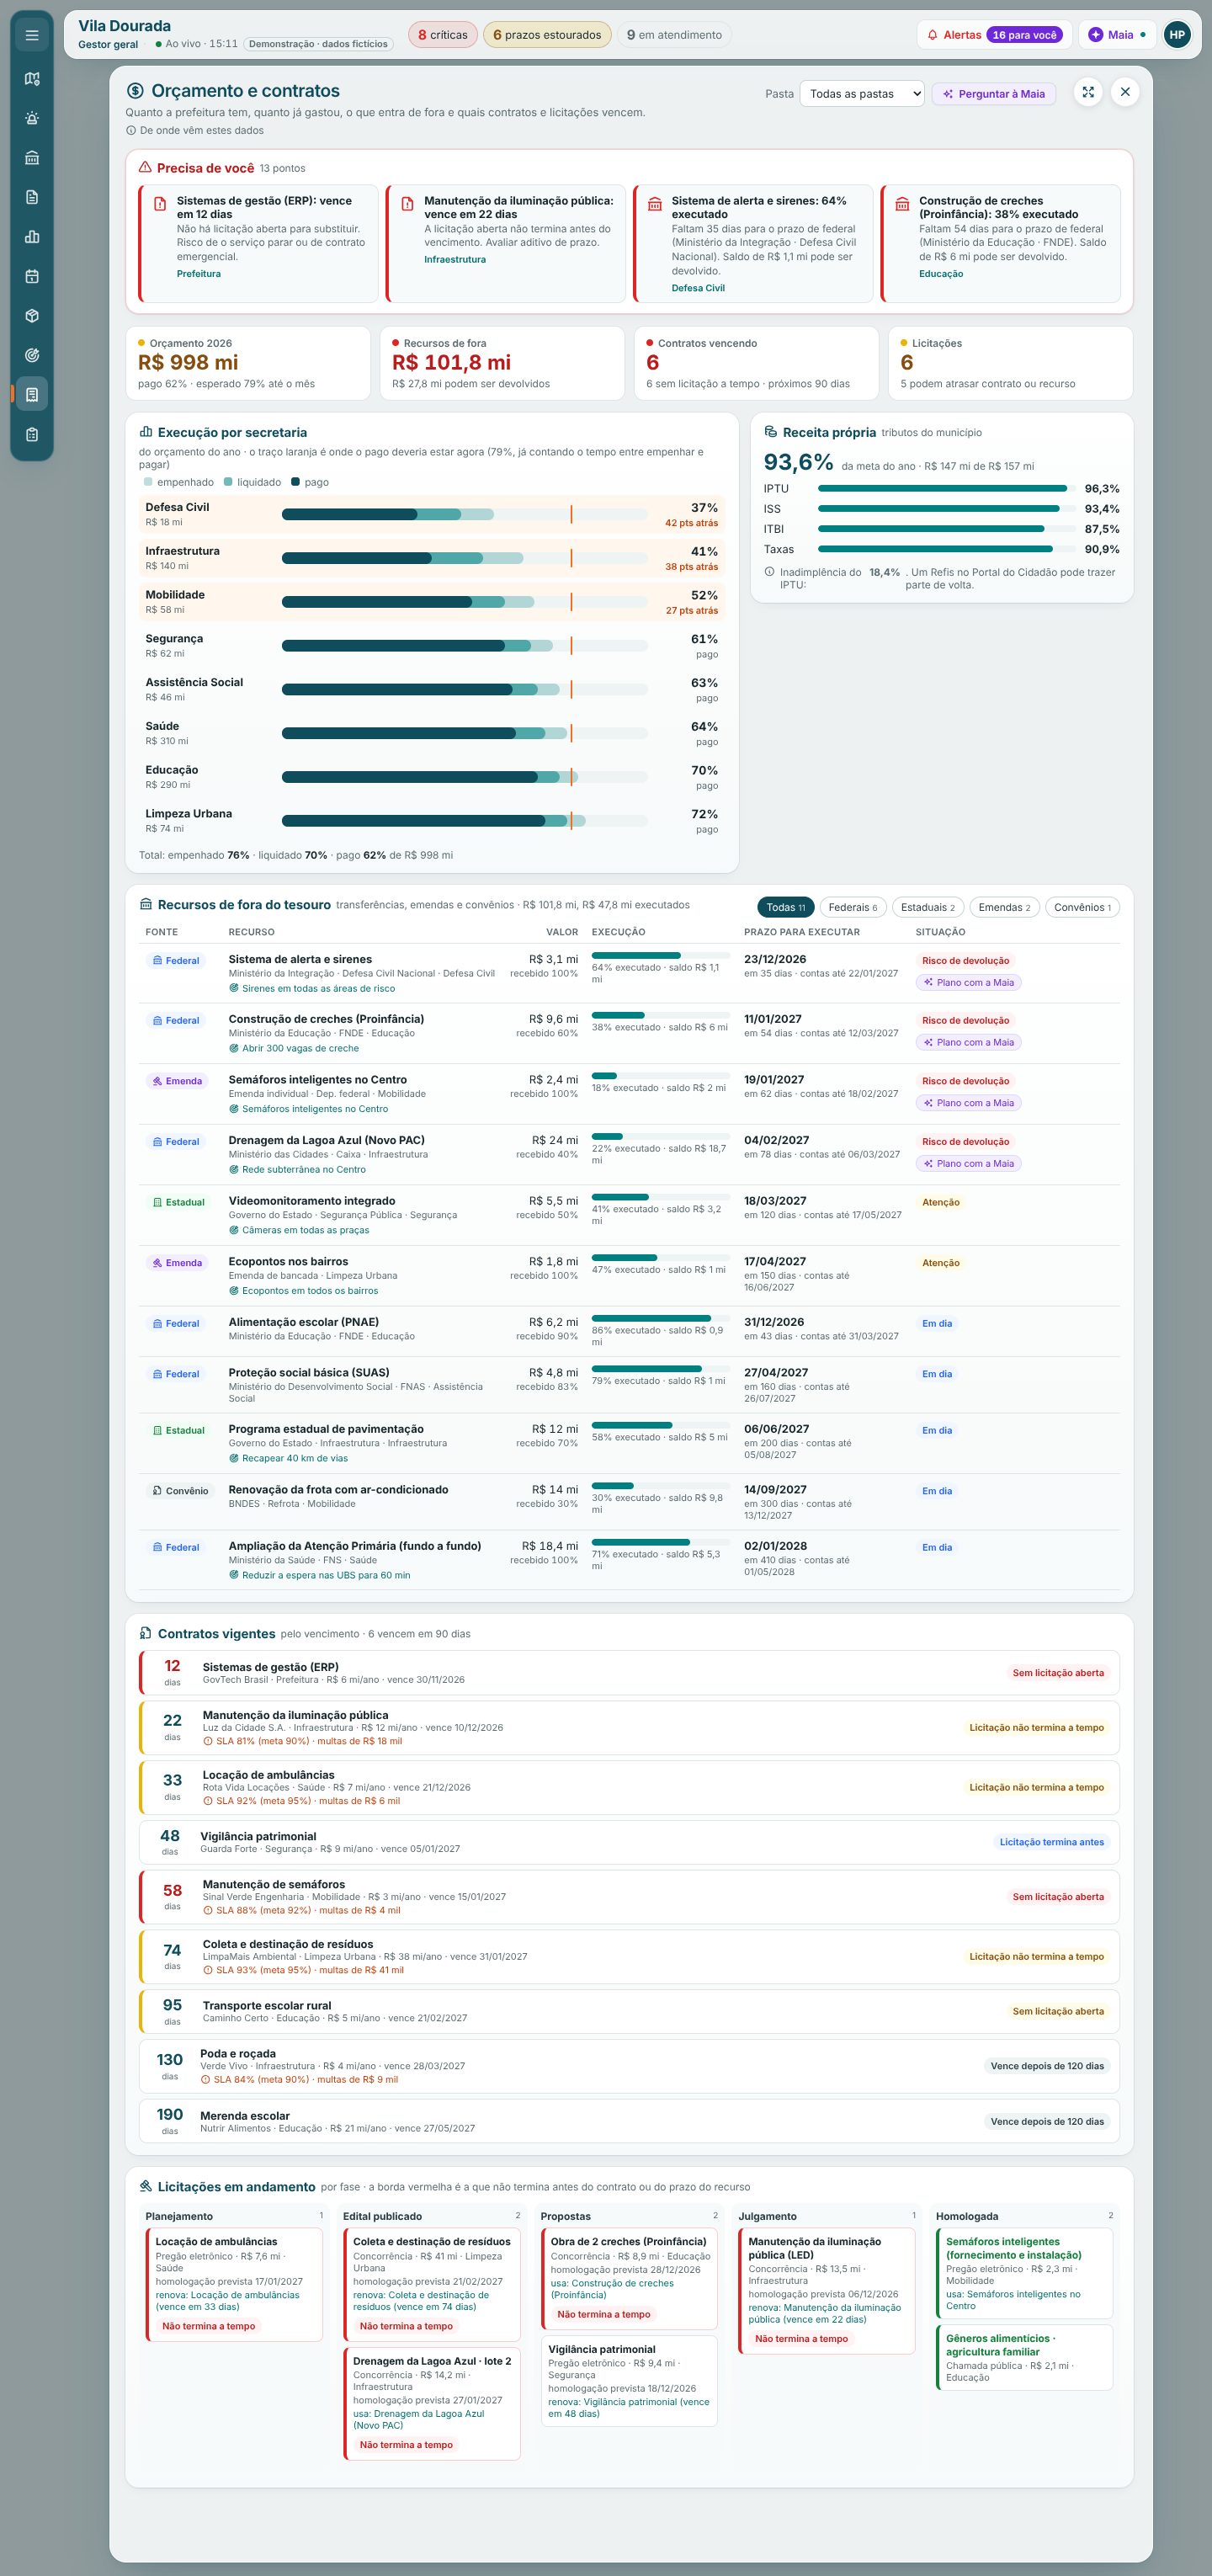 Vila Dourada
Gestor geral · Ao vivo · 15:11 Demonstração · dados fictícios
8 críticas
6 prazos estourados
9 em atendimento
Alertas 16 para você
Maia
HP
Orçamento e contratos
Quanto a prefeitura tem, quanto já gastou, o que entra de fora e quais contratos e licitações vencem.
De onde vêm estes dados
Pasta Todas as pastas
Perguntar à Maia
Precisa de você 13 pontos
Sistemas de gestão (ERP): vence
em 12 dias
Não há licitação aberta para substituir.
Risco de o serviço parar ou de contrato
emergencial.
Prefeitura
Manutenção da iluminação pública:
vence em 22 dias
A licitação aberta não termina antes do
vencimento. Avaliar aditivo de prazo.
Infraestrutura
Sistema de alerta e sirenes: 64%
executado
Faltam 35 dias para o prazo de federal
(Ministério da Integração · Defesa Civil
Nacional). Saldo de R$ 1,1 mi pode ser
devolvido.
Defesa Civil
Construção de creches
(Proinfância): 38% executado
Faltam 54 dias para o prazo de federal
(Ministério da Educação · FNDE). Saldo
de R$ 6 mi pode ser devolvido.
Educação
Orçamento 2026
R$ 998 mi
pago 62% · esperado 79% até o mês
Recursos de fora
R$ 101,8 mi
R$ 27,8 mi podem ser devolvidos
Contratos vencendo
6
6 sem licitação a tempo · próximos 90 dias
Licitações
6
5 podem atrasar contrato ou recurso
Execução por secretaria
do orçamento do ano · o traço laranja é onde o pago deveria estar agora (79%, já contando o tempo entre empenhar e
pagar)
empenhado liquidado pago
Defesa Civil 37%
R$ 18 mi 42 pts atrás
Infraestrutura 41%
R$ 140 mi 38 pts atrás
Mobilidade 52%
R$ 58 mi 27 pts atrás
Segurança 61%
R$ 62 mi pago
Assistência Social 63%
R$ 46 mi pago
Saúde 64%
R$ 310 mi pago
Educação 70%
R$ 290 mi pago
Limpeza Urbana 72%
R$ 74 mi pago
Total: empenhado 76% · liquidado 70% · pago 62% de R$ 998 mi
Receita própria tributos do município
93,6% da meta do ano · R$ 147 mi de R$ 157 mi
IPTU 96,3%
ISS 93,4%
ITBI 87,5%
Taxas 90,9%
Inadimplência do 18,4% . Um Refis no Portal do Cidadão pode trazer
IPTU: parte de volta.
Recursos de fora do tesouro transferências, emendas e convênios · R$ 101,8 mi, R$ 47,8 mi executados
Todas 11 Federais 6 Estaduais 2 Emendas 2 Convênios 1
FONTE RECURSO VALOR EXECUÇÃO PRAZO PARA EXECUTAR SITUAÇÃO
Federal Sistema de alerta e sirenes R$ 3,1 mi 23/12/2026 Risco de devolução
Ministério da Integração · Defesa Civil Nacional · Defesa Civil recebido 100% 64% executado · saldo R$ 1,1 em 35 dias · contas até 22/01/2027
mi
Sirenes em todas as áreas de risco Plano com a Maia
Federal Construção de creches (Proinfância) R$ 9,6 mi 11/01/2027 Risco de devolução
Ministério da Educação · FNDE · Educação recebido 60% 38% executado · saldo R$ 6 mi em 54 dias · contas até 12/03/2027
Abrir 300 vagas de creche Plano com a Maia
Emenda Semáforos inteligentes no Centro R$ 2,4 mi 19/01/2027 Risco de devolução
Emenda individual · Dep. federal · Mobilidade recebido 100% 18% executado · saldo R$ 2 mi em 62 dias · contas até 18/02/2027
Semáforos inteligentes no Centro Plano com a Maia
Federal Drenagem da Lagoa Azul (Novo PAC) R$ 24 mi 04/02/2027 Risco de devolução
Ministério das Cidades · Caixa · Infraestrutura recebido 40% 22% executado · saldo R$ 18,7 em 78 dias · contas até 06/03/2027
mi
Rede subterrânea no Centro Plano com a Maia
Estadual Videomonitoramento integrado R$ 5,5 mi 18/03/2027 Atenção
Governo do Estado · Segurança Pública · Segurança recebido 50% 41% executado · saldo R$ 3,2 em 120 dias · contas até 17/05/2027
mi
Câmeras em todas as praças
Emenda Ecopontos nos bairros R$ 1,8 mi 17/04/2027 Atenção
Emenda de bancada · Limpeza Urbana recebido 100% 47% executado · saldo R$ 1 mi em 150 dias · contas até
16/06/2027
Ecopontos em todos os bairros
Federal Alimentação escolar (PNAE) R$ 6,2 mi 31/12/2026 Em dia
Ministério da Educação · FNDE · Educação recebido 90% 86% executado · saldo R$ 0,9 em 43 dias · contas até 31/03/2027
mi
Federal Proteção social básica (SUAS) R$ 4,8 mi 27/04/2027 Em dia
Ministério do Desenvolvimento Social · FNAS · Assistência recebido 83% 79% executado · saldo R$ 1 mi em 160 dias · contas até
Social 26/07/2027
Estadual Programa estadual de pavimentação R$ 12 mi 06/06/2027 Em dia
Governo do Estado · Infraestrutura · Infraestrutura recebido 70% 58% executado · saldo R$ 5 mi em 200 dias · contas até
05/08/2027
Recapear 40 km de vias
Convênio Renovação da frota com ar-condicionado R$ 14 mi 14/09/2027 Em dia
BNDES · Refrota · Mobilidade recebido 30% 30% executado · saldo R$ 9,8 em 300 dias · contas até
mi 13/12/2027
Federal Ampliação da Atenção Primária (fundo a fundo) R$ 18,4 mi 02/01/2028 Em dia
Ministério da Saúde · FNS · Saúde recebido 100% 71% executado · saldo R$ 5,3 em 410 dias · contas até
mi 01/05/2028
Reduzir a espera nas UBS para 60 min
Contratos vigentes pelo vencimento · 6 vencem em 90 dias
12 dias Sistemas de gestão (ERP) Sem licitação aberta
GovTech Brasil · Prefeitura · R$ 6 mi/ano · vence 30/11/2026
22 dias Manutenção da iluminação pública Licitação não termina a tempo
Luz da Cidade S.A. · Infraestrutura · R$ 12 mi/ano · vence 10/12/2026
SLA 81% (meta 90%) · multas de R$ 18 mil
33 dias Locação de ambulâncias Licitação não termina a tempo
Rota Vida Locações · Saúde · R$ 7 mi/ano · vence 21/12/2026
SLA 92% (meta 95%) · multas de R$ 6 mil
48 dias Vigilância patrimonial Licitação termina antes
Guarda Forte · Segurança · R$ 9 mi/ano · vence 05/01/2027
58 dias Manutenção de semáforos Sem licitação aberta
Sinal Verde Engenharia · Mobilidade · R$ 3 mi/ano · vence 15/01/2027
SLA 88% (meta 92%) · multas de R$ 4 mil
74 dias Coleta e destinação de resíduos Licitação não termina a tempo
LimpaMais Ambiental · Limpeza Urbana · R$ 38 mi/ano · vence 31/01/2027
SLA 93% (meta 95%) · multas de R$ 41 mil
95 dias Transporte escolar rural Sem licitação aberta
Caminho Certo · Educação · R$ 5 mi/ano · vence 21/02/2027
130 dias Poda e roçada Vence depois de 120 dias
Verde Vivo · Infraestrutura · R$ 4 mi/ano · vence 28/03/2027
SLA 84% (meta 90%) · multas de R$ 9 mil
190 dias Merenda escolar Vence depois de 120 dias
Nutrir Alimentos · Educação · R$ 21 mi/ano · vence 27/05/2027
Licitações em andamento por fase · a borda vermelha é a que não termina antes do contrato ou do prazo do recurso
Planejamento 1
Locação de ambulâncias
Pregão eletrônico · R$ 7,6 mi ·
Saúde
homologação prevista 17/01/2027
renova: Locação de ambulâncias
(vence em 33 dias)
Não termina a tempo
Edital publicado 2
Coleta e destinação de resíduos
Concorrência · R$ 41 mi · Limpeza
Urbana
homologação prevista 21/02/2027
renova: Coleta e destinação de
resíduos (vence em 74 dias)
Não termina a tempo
Drenagem da Lagoa Azul · lote 2
Concorrência · R$ 14,2 mi ·
Infraestrutura
homologação prevista 27/01/2027
usa: Drenagem da Lagoa Azul
(Novo PAC)
Não termina a tempo
Propostas 2
Obra de 2 creches (Proinfância)
Concorrência · R$ 8,9 mi · Educação
homologação prevista 28/12/2026
usa: Construção de creches
(Proinfância)
Não termina a tempo
Vigilância patrimonial
Pregão eletrônico · R$ 9,4 mi ·
Segurança
homologação prevista 18/12/2026
renova: Vigilância patrimonial (vence
em 48 dias)
Julgamento 1
Manutenção da iluminação
pública (LED)
Concorrência · R$ 13,5 mi ·
Infraestrutura
homologação prevista 06/12/2026
renova: Manutenção da iluminação
pública (vence em 22 dias)
Não termina a tempo
Homologada 2
Semáforos inteligentes
(fornecimento e instalação)
Pregão eletrônico · R$ 2,3 mi ·
Mobilidade
usa: Semáforos inteligentes no
Centro
Gêneros alimentícios ·
agricultura familiar
Chamada pública · R$ 2,1 mi ·
Educação